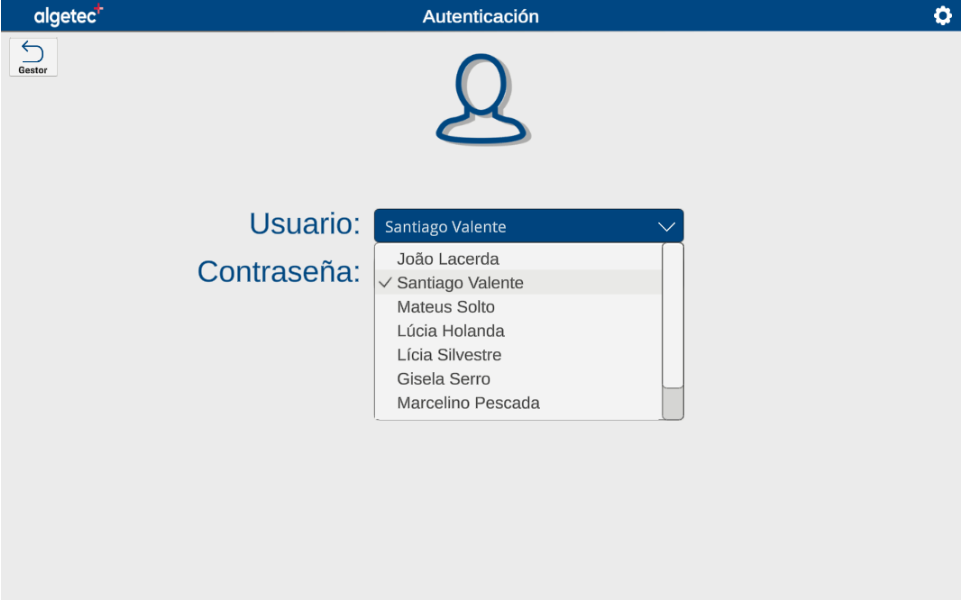 algetec+
Autenticación
Gestor
Usuario:
Santiago Valente
Contraseña:
João Lacerda
Santiago Valente
Mateus Solto
Lúcia Holanda
Lícia Silvestre
Gisela Serro
Marcelino Pescada